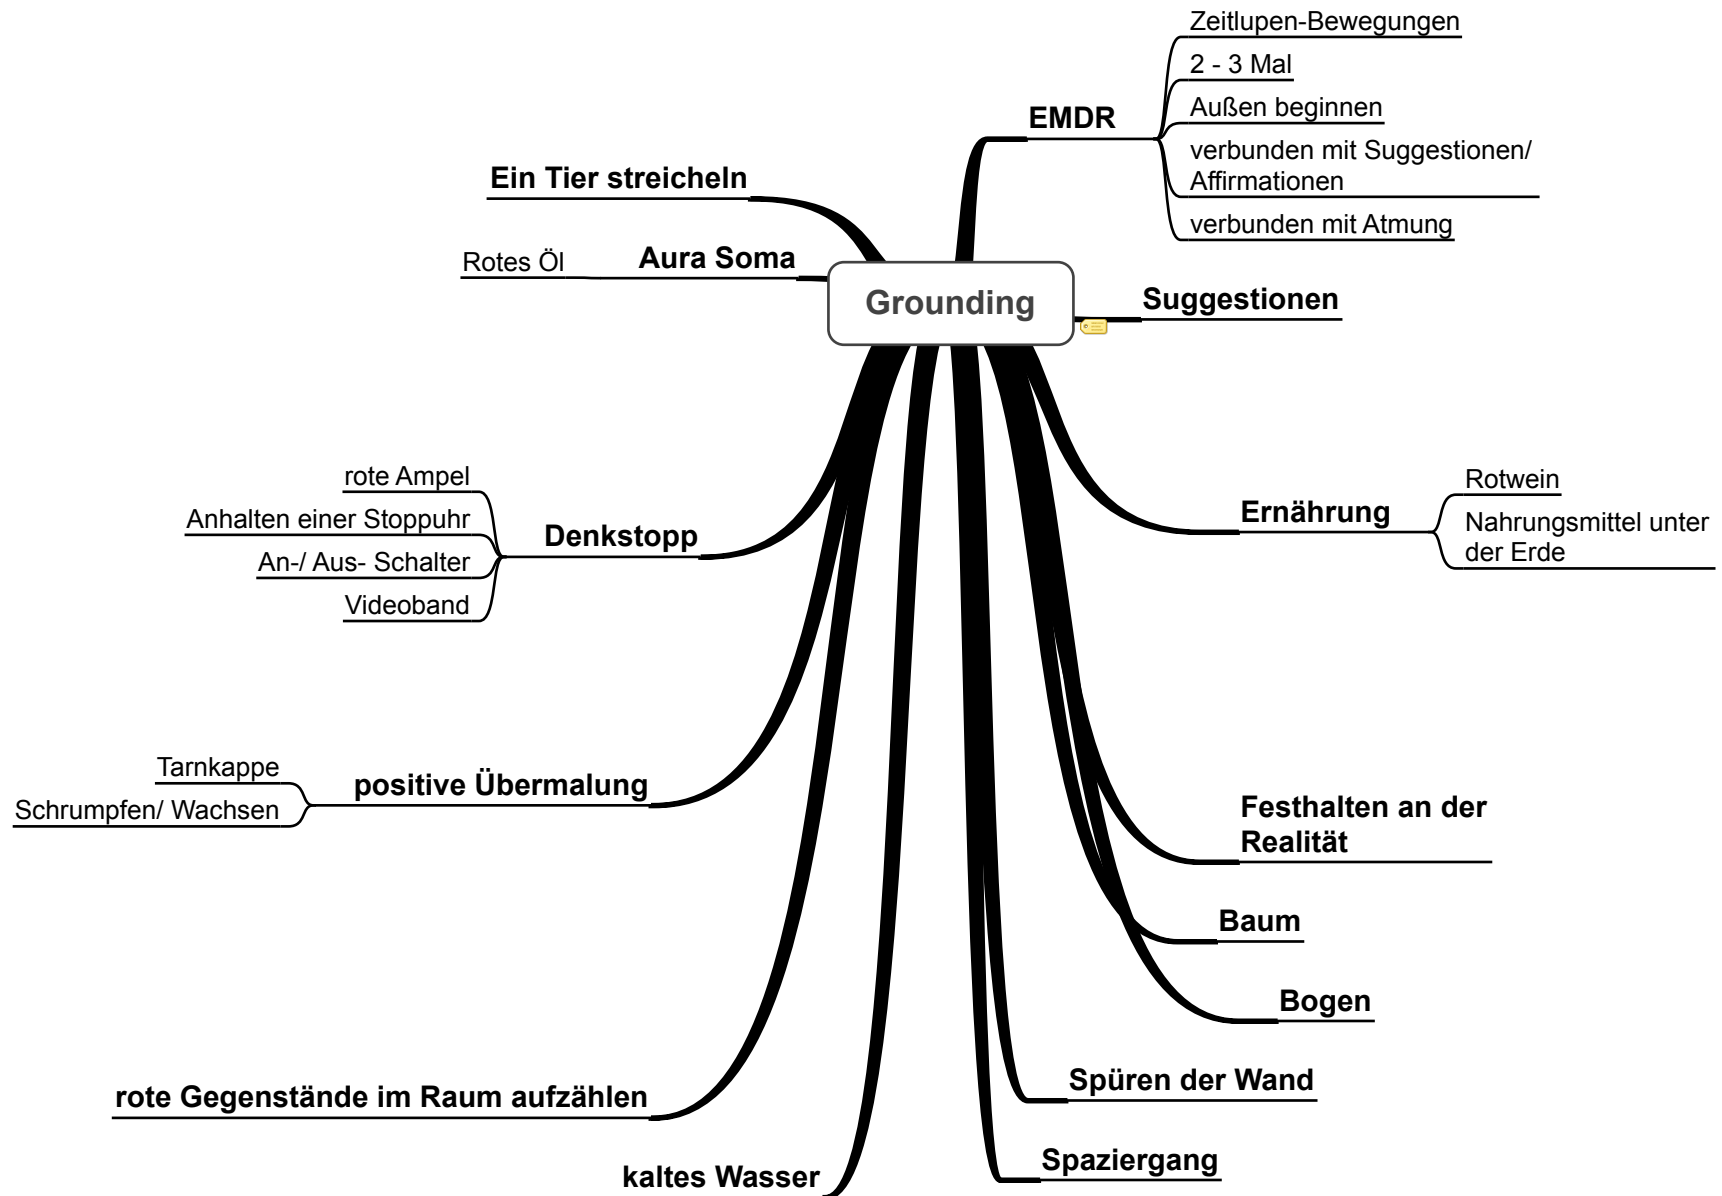 Zeitlupen-Bewegungen
2 - 3 Mal
EMDR
Außen beginnen
verbunden mit Suggestionen/
Affirmationen
verbunden mit Atmung
Ein Tier streicheln
Rotes Öl
Aura Soma
Grounding
Suggestionen
rote Ampel
Anhalten einer Stoppuhr
An-/ Aus- Schalter
Videoband
Denkstopp
Ernährung
Rotwein
Nahrungsmittel unter
der Erde
Tarnkappe
Schrumpfen/ Wachsen
positive Übermalung
Festhalten an der
Realität
Baum
Bogen
rote Gegenstände im Raum aufzählen
Spüren der Wand
kaltes Wasser
Spaziergang